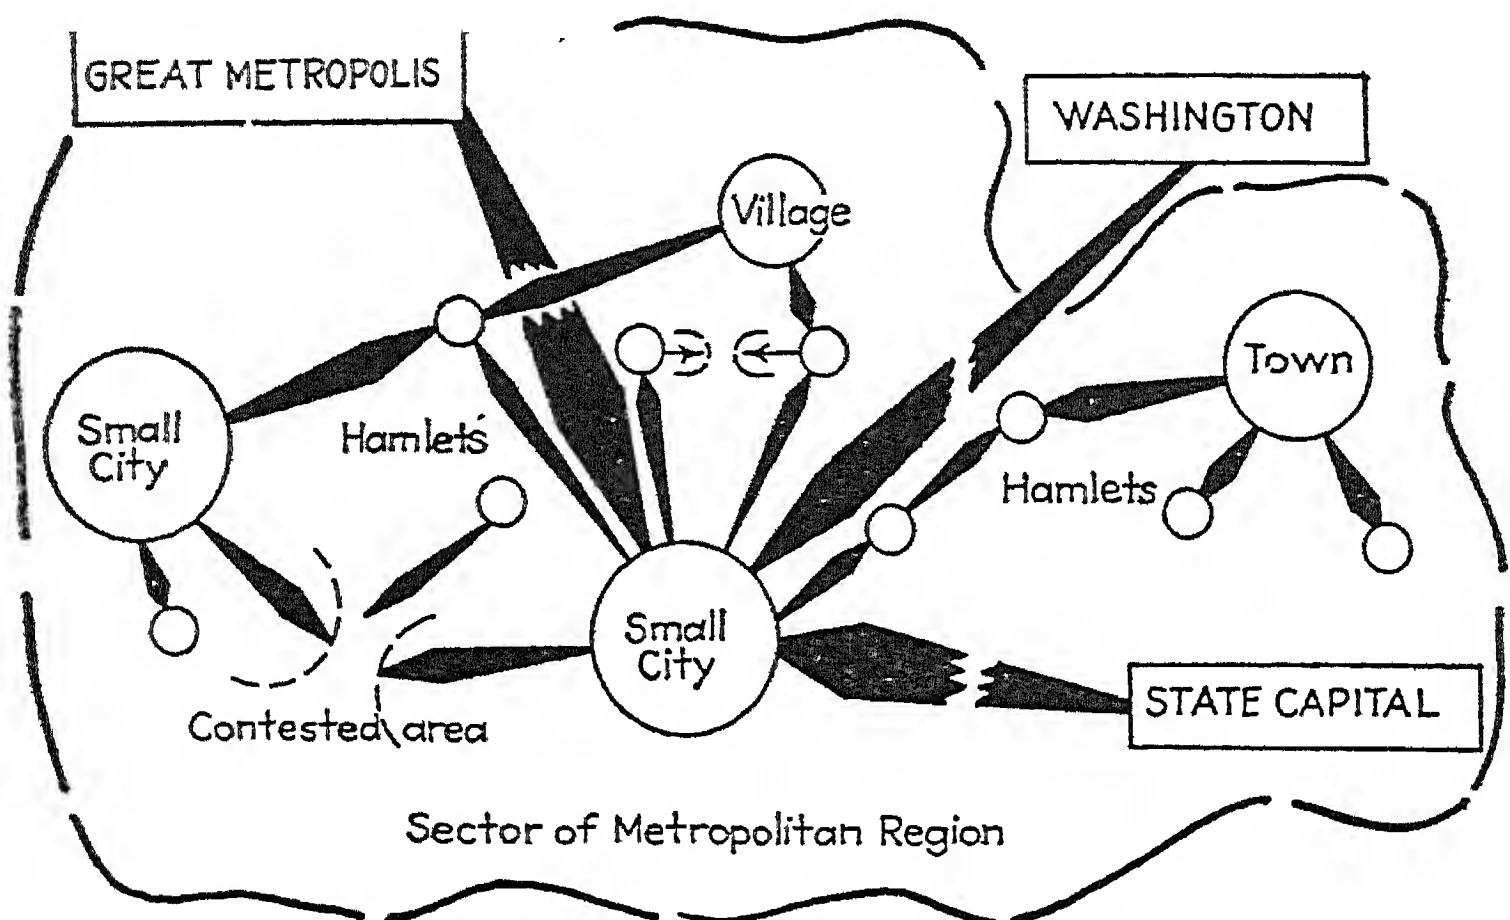 GREAT METROPOLIS
WASHINGTON
Village
Town
Small
City
Hamlets
Hamlets
Small
City
STATE CAPITAL
Contested area
Sector of Metropolitan Region